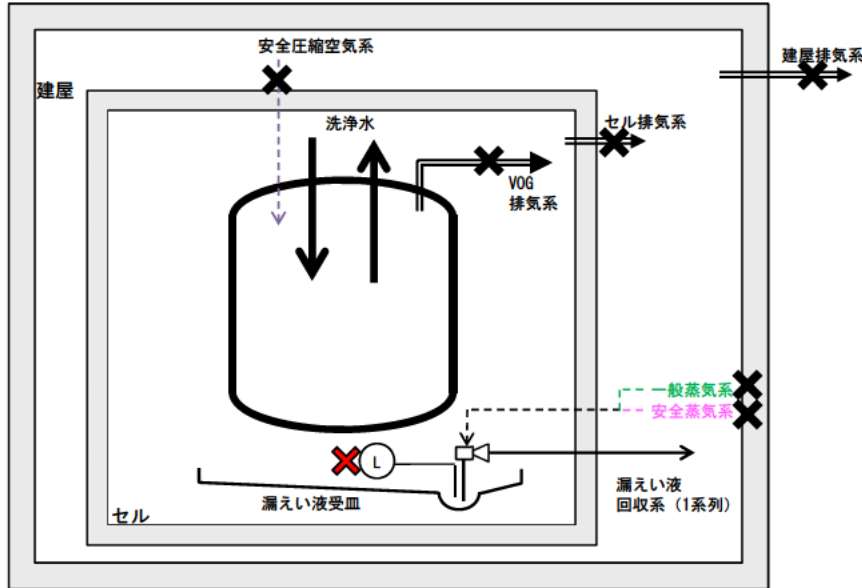 安全圧縮空気系
建屋排気系
建屋
セル排気系
洗浄水
VOG
排気系
一般蒸気系
安全蒸気系
L
漏えい液受皿
漏えい液
回収系（1系列）
セル